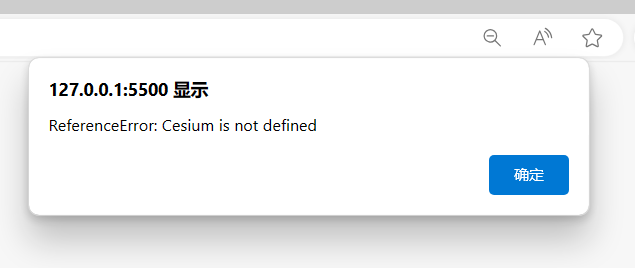 127.0.0.1:5500 显示
ReferenceError: Cesium is not defined
确定